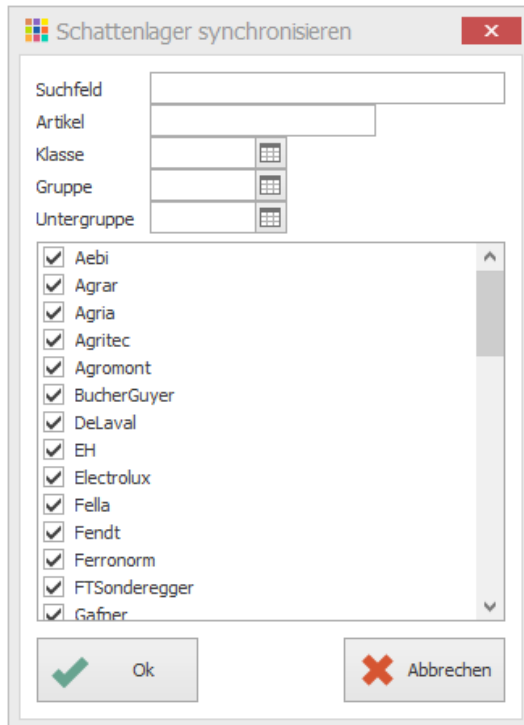 Schattenlager synchronisieren
Suchfeld
Artikel
Klasse
Gruppe
Untergruppe
Aebi
Agrar
Agria
Agritec
Agromont
BucherGuyer
DeLaval
EH
Electrolux
Fella
Fendt
Ferronorm
FTSonderegger
Gafner
Ok Abbrechen